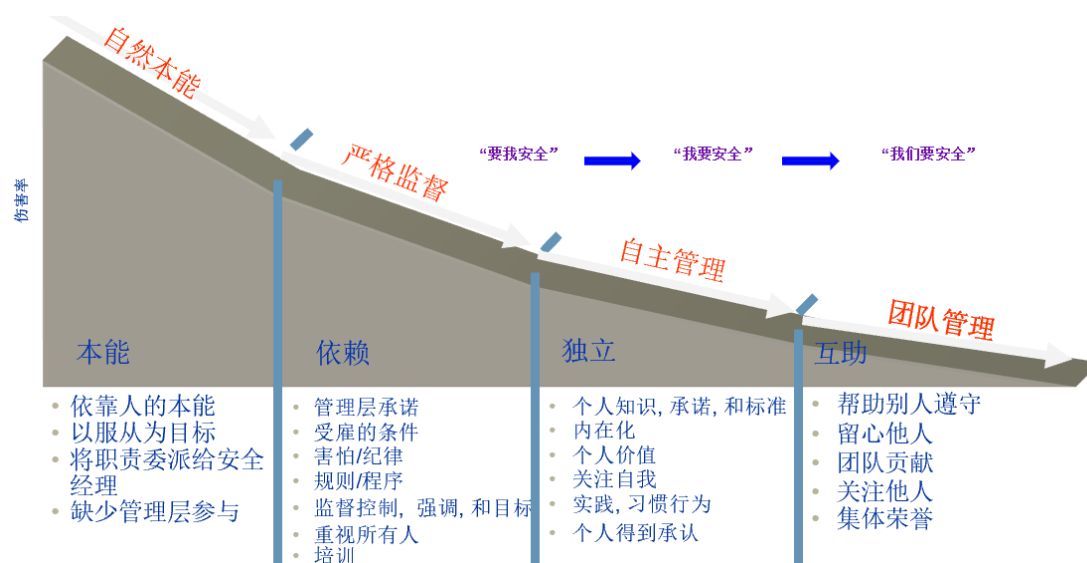 自然本能
严格监督
“要我安全”
“我要安全”
“我们要安全”
伤害率
自主管理
团队管理
本能
依赖
独立
互助
• 依靠人的本能
• 以服从为目标
• 将职责委派给安全
经理
• 缺少管理层参与
• 管理层承诺
• 受雇的条件
• 害怕/纪律
• 规则/程序
• 监督控制, 强调, 和目标
• 重视所有人
• 培训
• 个人知识, 承诺, 和标准
• 内在化
• 个人价值
• 关注自我
• 实践, 习惯行为
• 个人得到承认
• 帮助别人遵守
• 留心他人
• 团队贡献
• 关注他人
• 集体荣誉